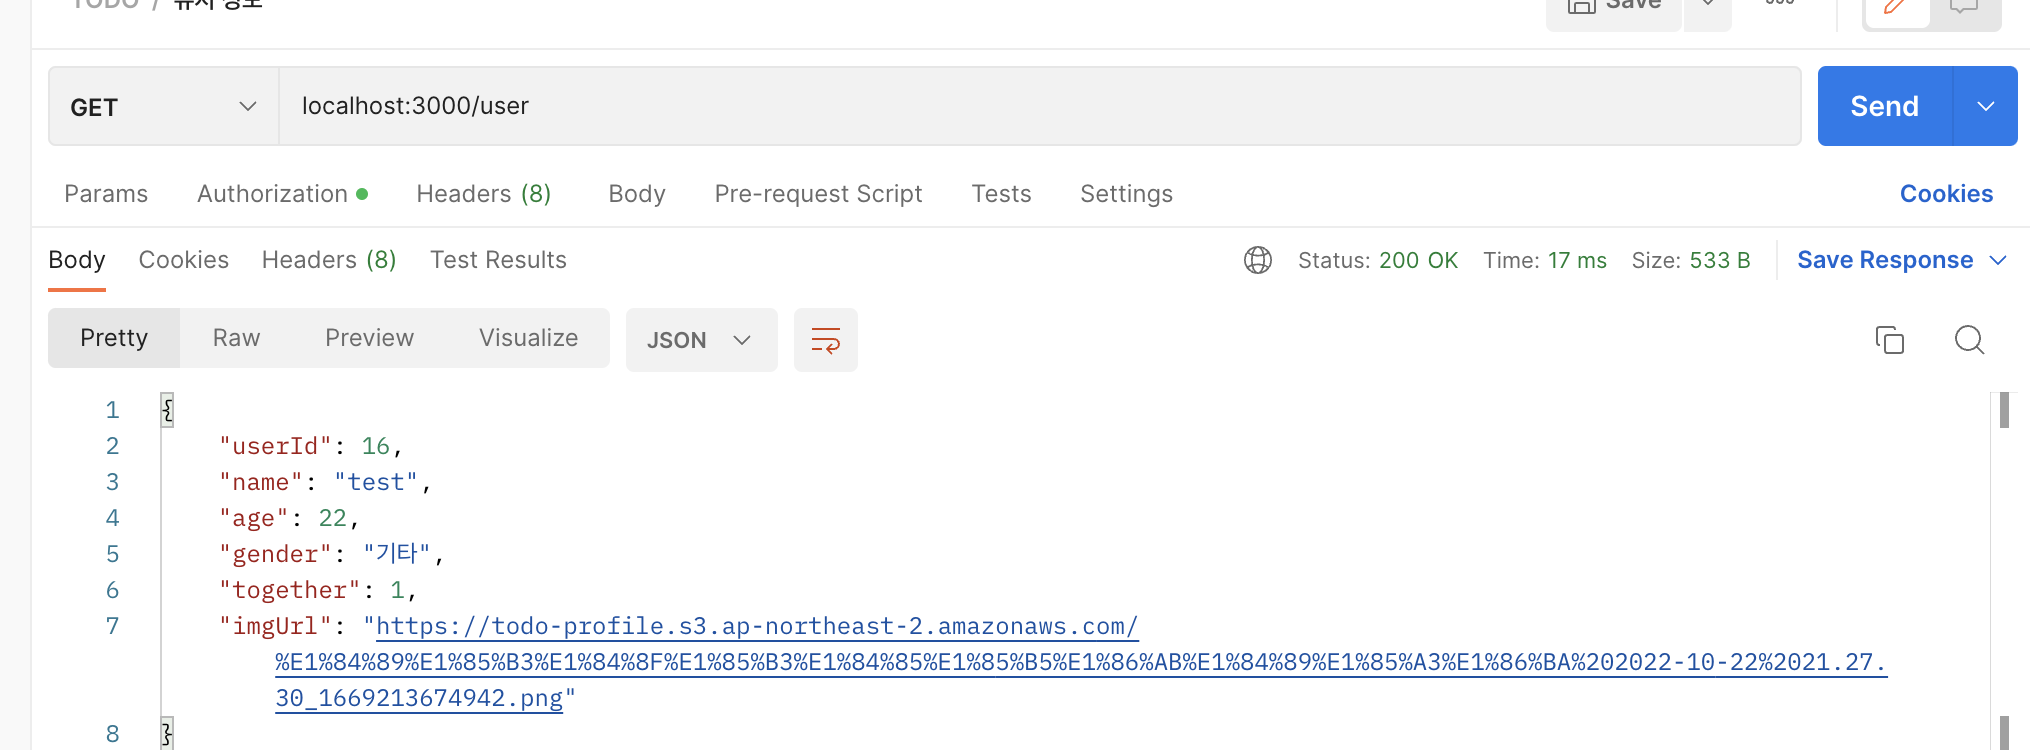 TODO / 유저 정보
Save
GET
localhost:3000/user
Send
Params Authorization Headers (8) Body Pre-request Script Tests Settings Cookies
Body Cookies Headers (8) Test Results Status: 200 OK Time: 17 ms Size: 533 B Save Response
Pretty Raw Preview Visualize JSON
1 {
2 "userId": 16,
3 "name": "test",
4 "age": 22,
5 "gender": "기타",
6 "together": 1,
7 "imgUrl": "https://todo-profile.s3.ap-northeast-2.amazonaws.com/
%E1%84%89%E1%85%B3%E1%84%8F%E1%85%B3%E1%84%85%E1%85%B5%E1%86%AB%E1%84%89%E1%85%A3%E1%86%BA%202022-10-22%2021.27.
30_1669213674942.png"
8 }